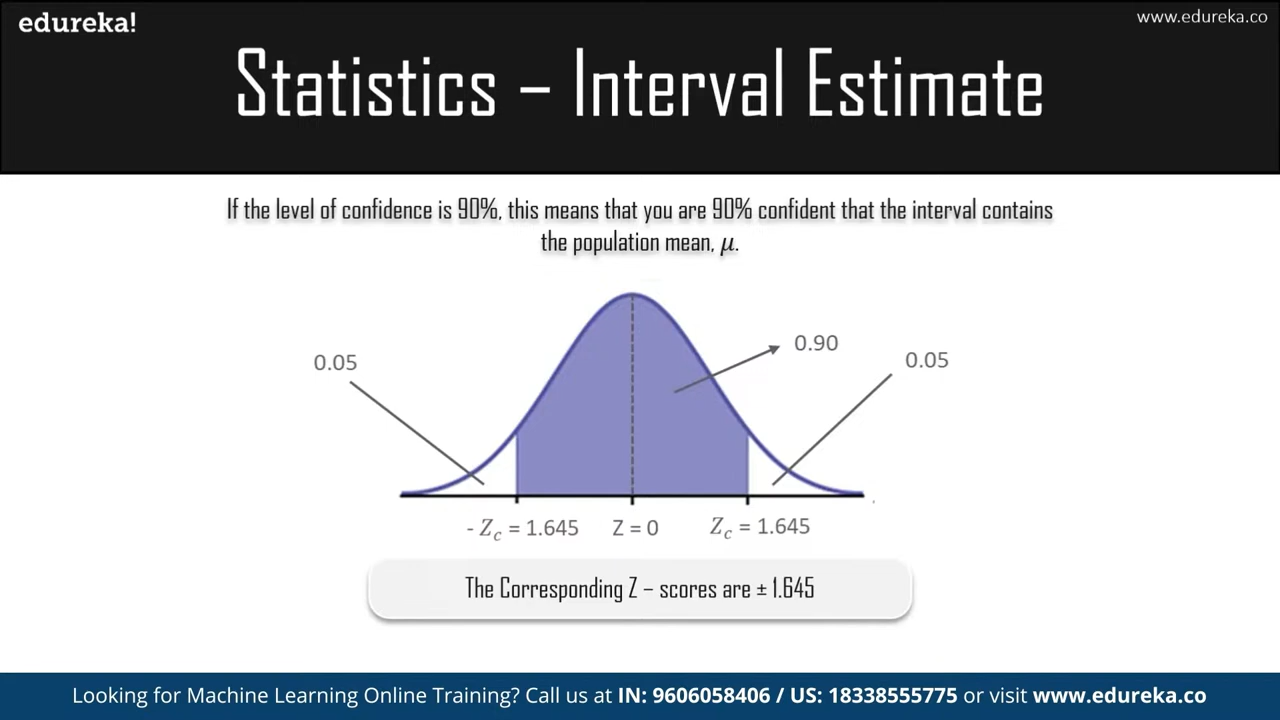 edureka!
www.edureka.co
Statistics – Interval Estimate
If the level of confidence is 90%, this means that you are 90% confident that the interval contains
the population mean, μ.
0.05
0.90
0.05
- Zc = 1.645
Z = 0
Zc = 1.645
The Corresponding Z – scores are ± 1.645
Looking for Machine Learning Online Training? Call us at IN: 9606058406 / US: 18338555775 or visit www.edureka.co